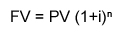 FV = PV (1+i)ⁿ